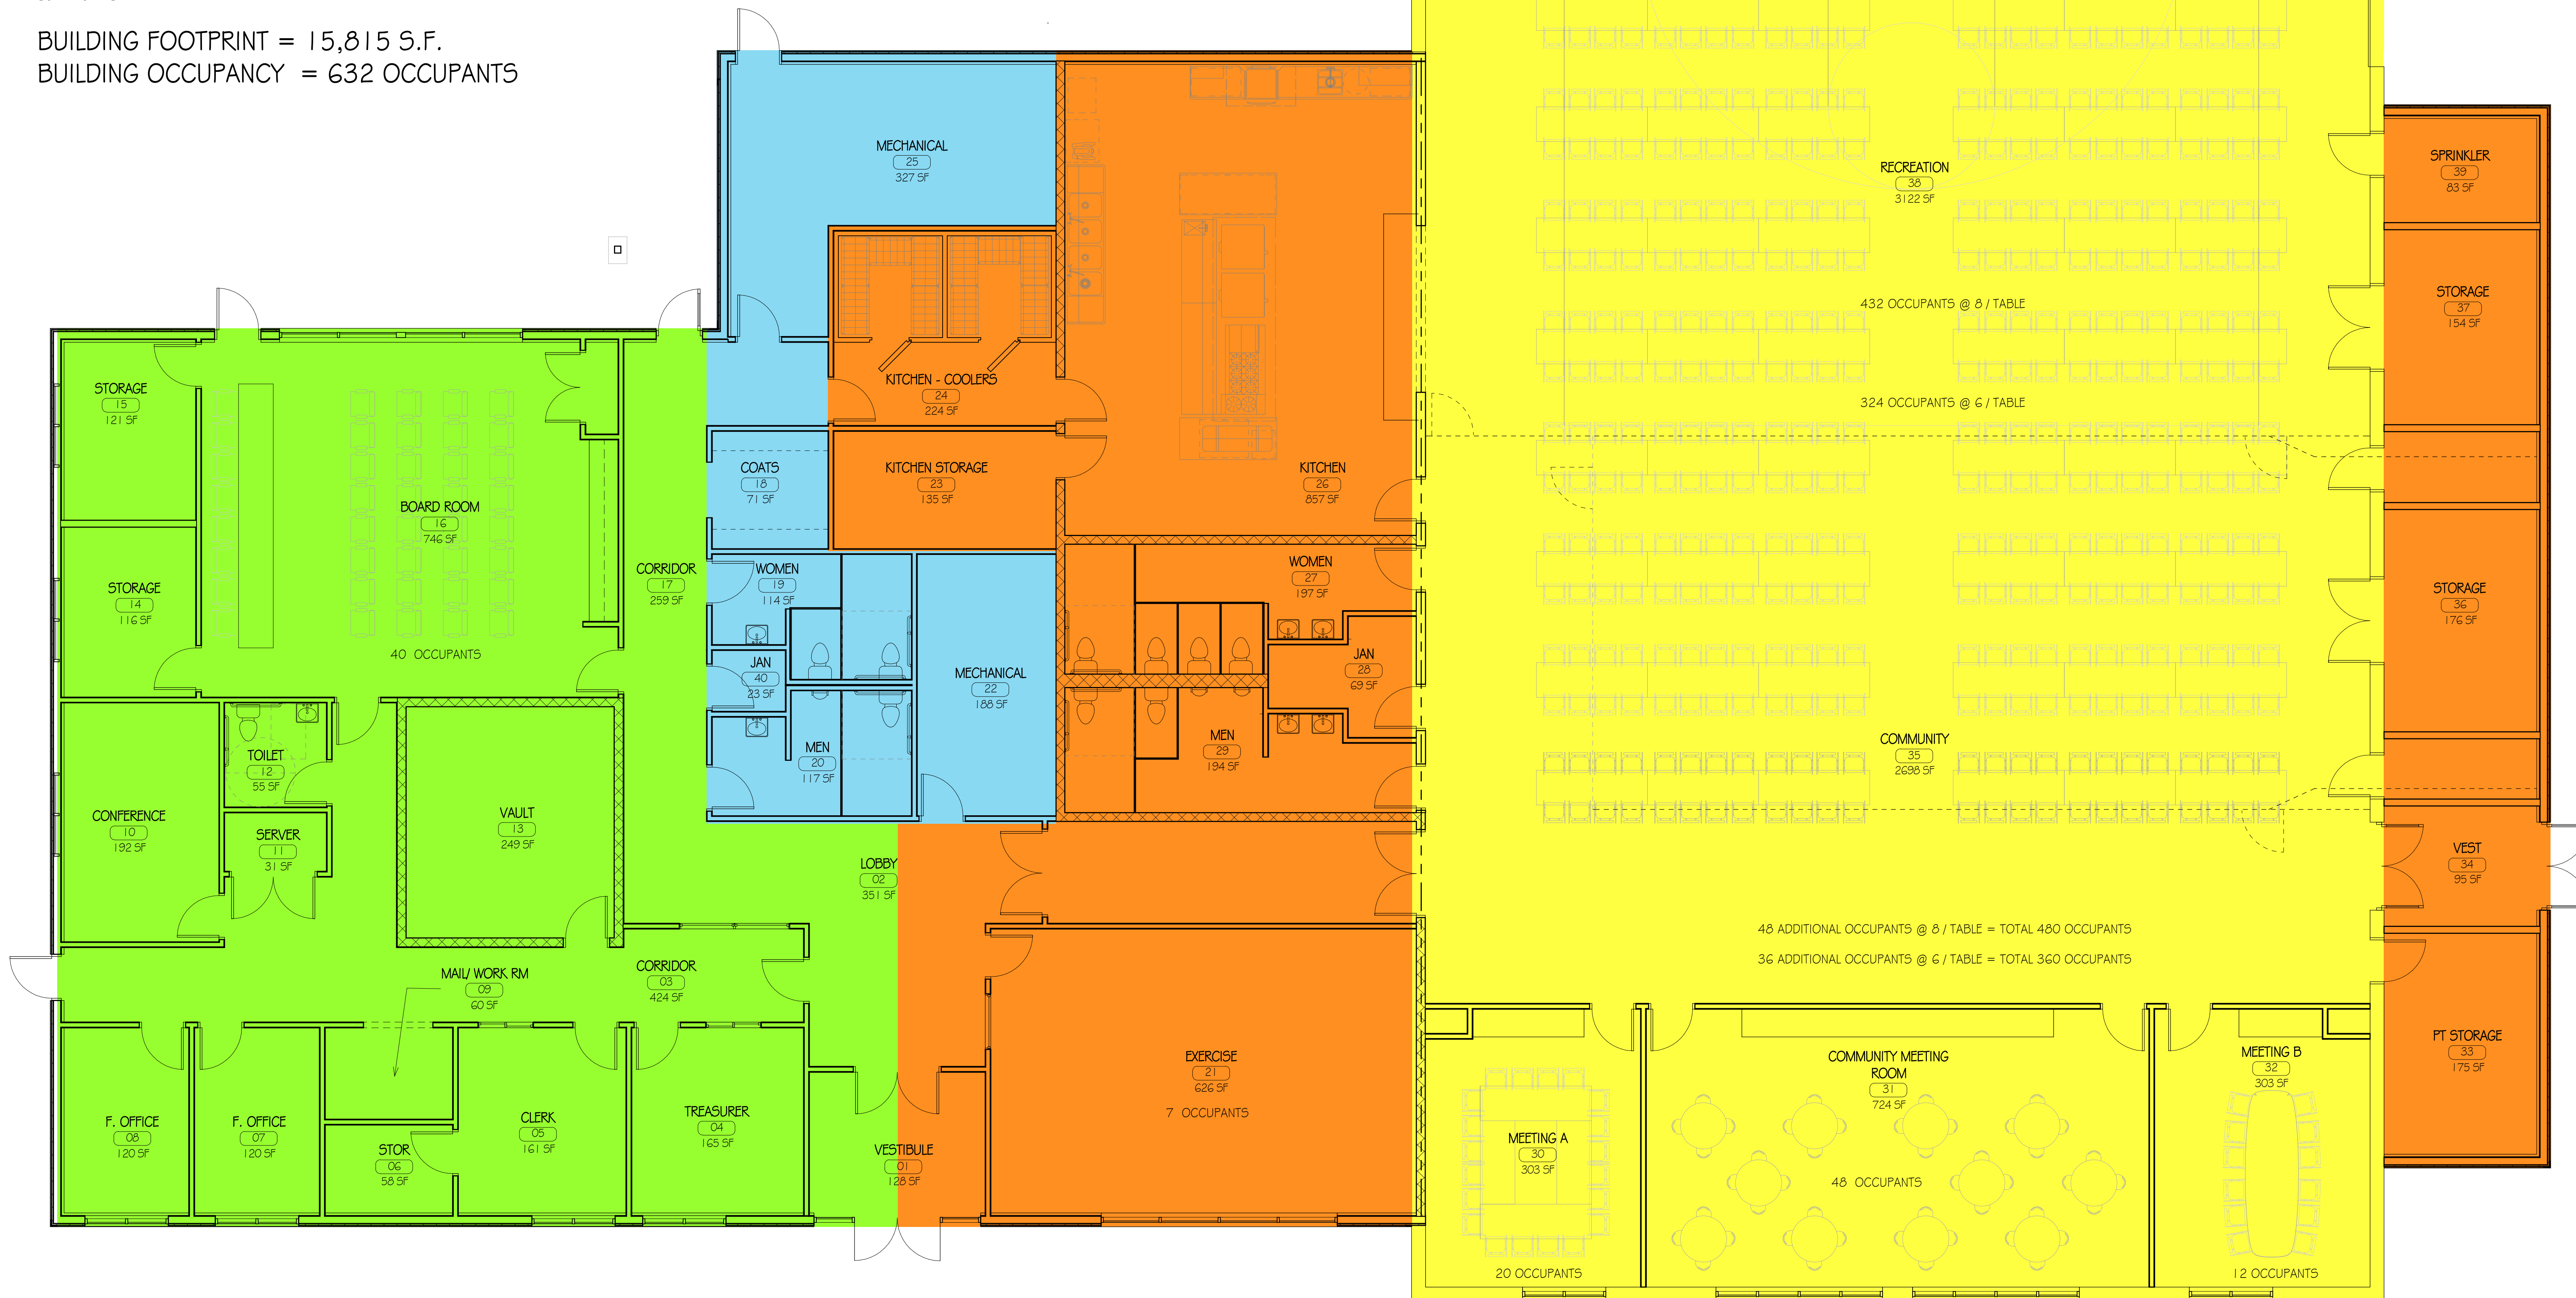 BUILDING FOOTPRINT = 15,815 S.F.
BUILDING OCCUPANCY = 632 OCCUPANTS
MECHANICAL
25
327 SF
RECREATION
38
3122 SF
SPRINKLER
39
83 SF
STORAGE
37
154 SF
432 OCCUPANTS @ 8 / TABLE
324 OCCUPANTS @ 6 / TABLE
STORAGE
15
121 SF
KITCHEN - COOLERS
24
224 SF
BOARD ROOM
16
746 SF
COATS
18
71 SF
KITCHEN STORAGE
23
135 SF
KITCHEN
26
857 SF
STORAGE
14
116 SF
CORRIDOR
17
259 SF
WOMEN
19
114 SF
WOMEN
27
197 SF
STORAGE
36
176 SF
40 OCCUPANTS
JAN
40
23 SF
MECHANICAL
22
188 SF
JAN
28
69 SF
TOILET
12
55 SF
MEN
20
117 SF
MEN
29
194 SF
COMMUNITY
35
2698 SF
CONFERENCE
10
192 SF
SERVER
11
31 SF
VAULT
13
249 SF
LOBBY
02
351 SF
VEST
34
95 SF
48 ADDITIONAL OCCUPANTS @ 8 / TABLE = TOTAL 480 OCCUPANTS
36 ADDITIONAL OCCUPANTS @ 6 / TABLE = TOTAL 360 OCCUPANTS
MAIL/ WORK RM
09
60 SF
CORRIDOR
03
424 SF
EXERCISE
21
626 SF
7 OCCUPANTS
COMMUNITY MEETING
ROOM
31
724 SF
48 OCCUPANTS
MEETING B
32
303 SF
PT STORAGE
33
175 SF
F. OFFICE
08
120 SF
F. OFFICE
07
120 SF
STOR
06
58 SF
CLERK
05
161 SF
TREASURER
04
165 SF
VESTIBULE
01
128 SF
MEETING A
30
303 SF
20 OCCUPANTS
12 OCCUPANTS